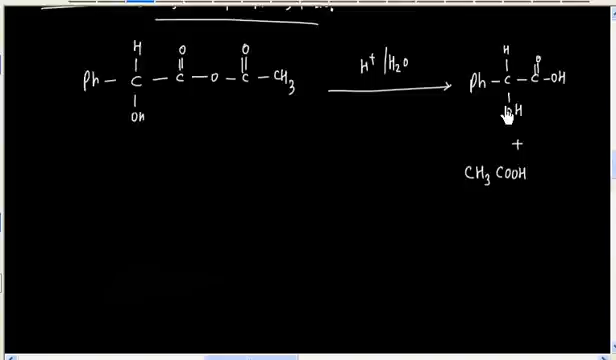 H O O H O
Ph - C - C - O - C - CH3 H+/H2O Ph - C - C - OH
OH OH
+
CH3 COOH